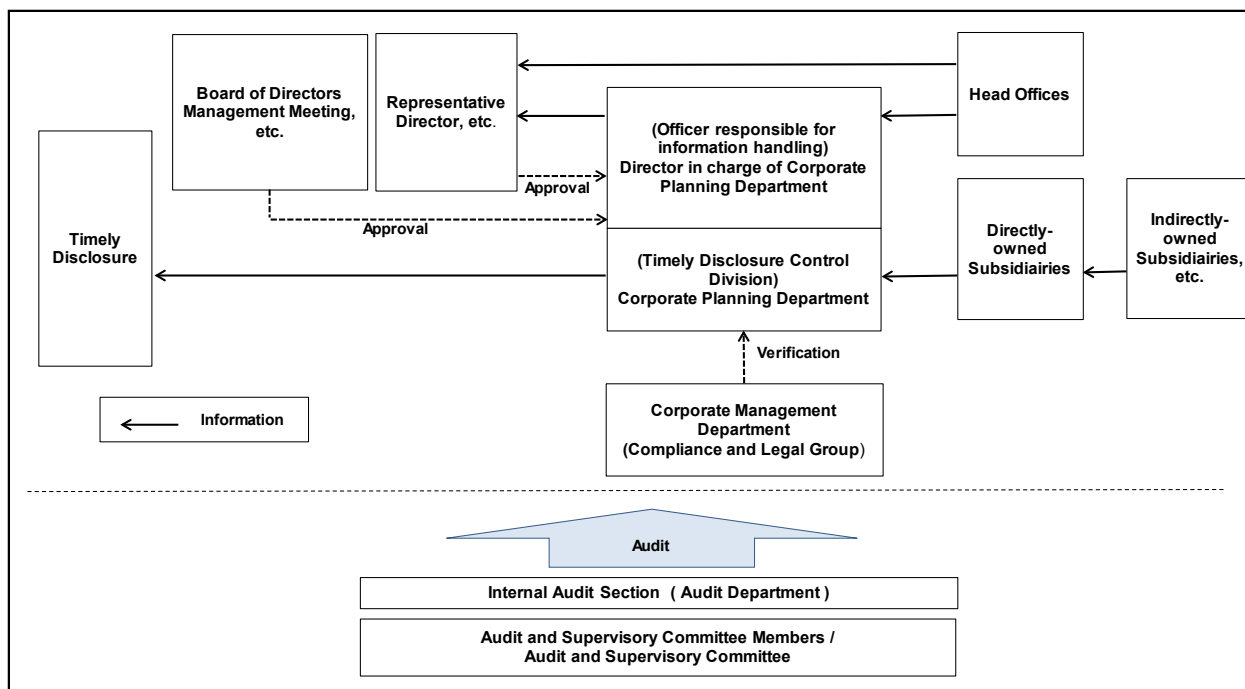 Board of Directors
Management Meeting,
etc.
Representative
Director, etc.
Head Offices
(Officer responsible for
information handling)
Director in charge of Corporate
Planning Department
Approval
Approval
Timely
Disclosure
(Timely Disclosure Control
Division)
Corporate Planning Department
Directly-
owned
Subsidiairies
Indirectly-
owned
Subsidiairies,
etc.
Verification
Information
Corporate Management
Department
(Compliance and Legal Group)
Audit
Internal Audit Section ( Audit Department )
Audit and Supervisory Committee Members /
Audit and Supervisory Committee